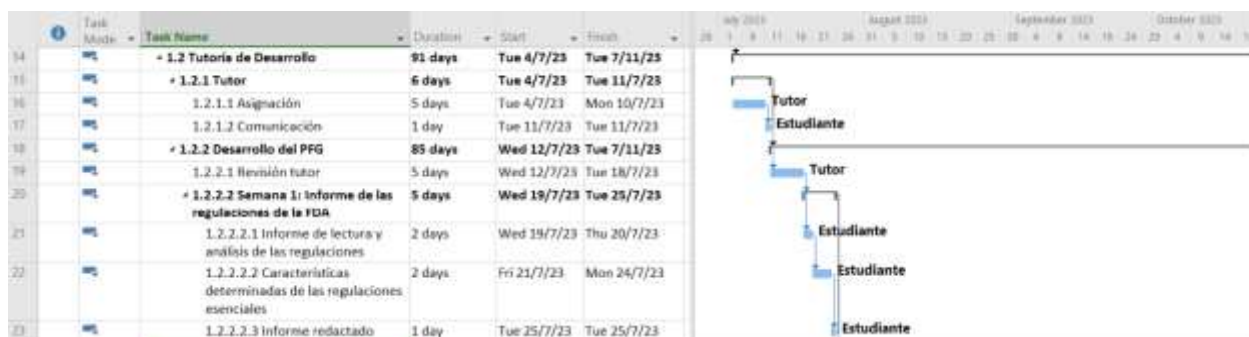 Task Mode Task Name Duration Start Finish July 2023 August 2023 September 2023 October 2023
14 1.2 Tutoría de Desarrollo 91 days Tue 4/7/23 Tue 7/11/23
15 1.2.1 Tutor 6 days Tue 4/7/23 Tue 11/7/23
16 1.2.1.1 Asignación 5 days Tue 4/7/23 Mon 10/7/23 Tutor
17 1.2.1.2 Comunicación 1 day Tue 11/7/23 Tue 11/7/23 Estudiante
18 1.2.2 Desarrollo del PFG 85 days Wed 12/7/23 Tue 7/11/23
19 1.2.2.1 Revisión tutor 5 days Wed 12/7/23 Tue 18/7/23 Tutor
20 1.2.2.2 Semana 1: Informe de las 5 days Wed 19/7/23 Tue 25/7/23
regulaciones de la FDA
21 1.2.2.2.1 Informe de lectura y 2 days Wed 19/7/23 Thu 20/7/23 Estudiante
análisis de las regulaciones
22 1.2.2.2.2 Características 2 days Fri 21/7/23 Mon 24/7/23 Estudiante
determinadas de las regulaciones
esenciales
23 1.2.2.2.3 Informe redactado 1 day Tue 25/7/23 Tue 25/7/23 Estudiante